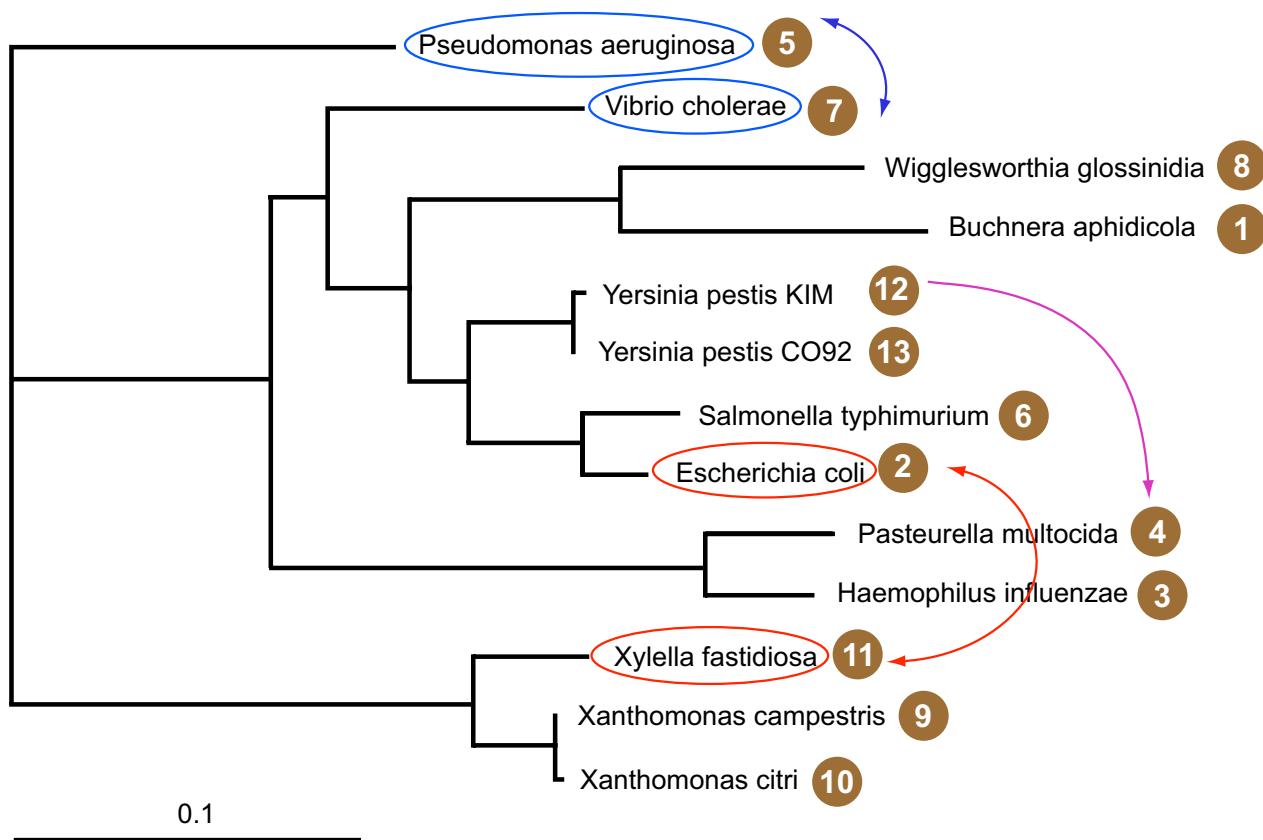 Pseudomonas aeruginosa 5
Vibrio cholerae 7
Wigglesworthia glossinidia 8
Buchnera aphidicola 1
Yersinia pestis KIM 12
Yersinia pestis CO92 13
Salmonella typhimurium 6
Escherichia coli 2
Pasteurella multocida 4
Haemophilus influenzae 3
Xylella fastidiosa 11
Xanthomonas campestris 9
Xanthomonas citri 10
0.1